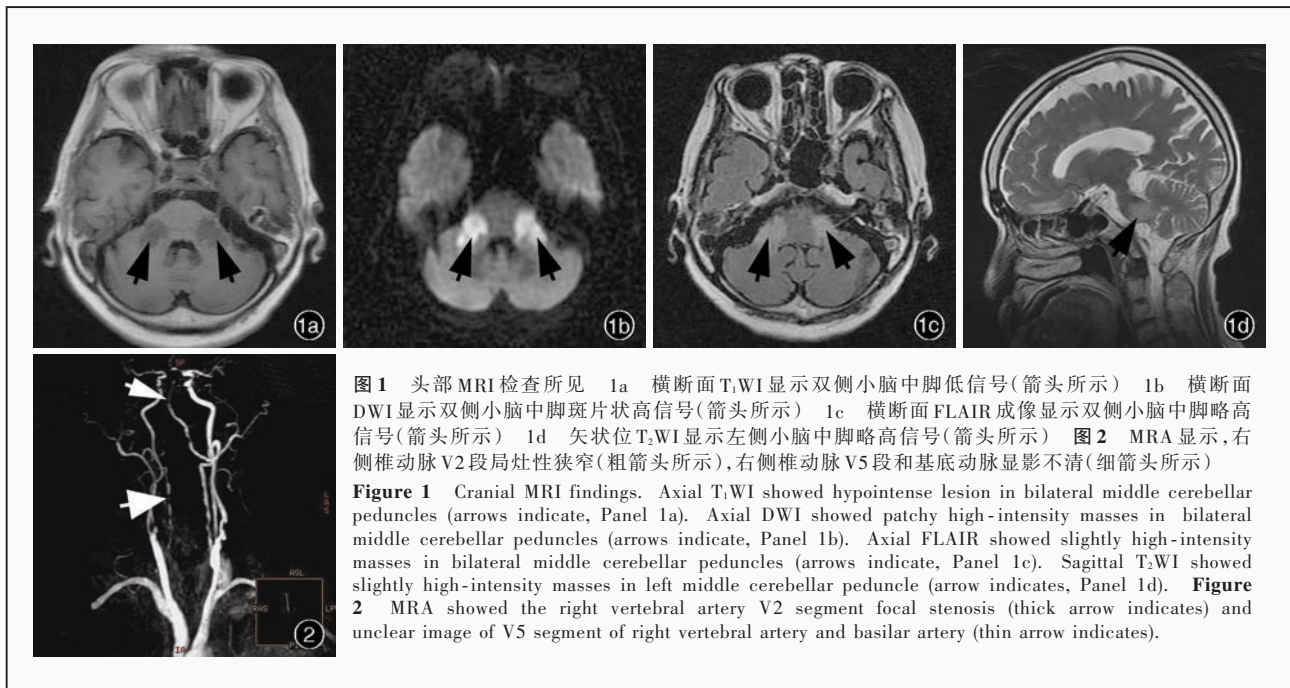 1a
1b
1c
1d
SP
RAS
ASL
LP
IA
2
图1 头部MRI检查所见 1a 横断面T₁WI显示双侧小脑中脚低信号(箭头所示) 1b 横断面
DWI显示双侧小脑中脚斑片状高信号(箭头所示) 1c 横断面FLAIR成像显示双侧小脑中脚略高
信号(箭头所示) 1d 矢状位T₂WI显示左侧小脑中脚略高信号(箭头所示) 图2 MRA显示,右
侧椎动脉V2段局灶性狭窄(粗箭头所示),右侧椎动脉V5段和基底动脉显影不清(细箭头所示)
Figure 1 Cranial MRI findings. Axial T₁WI showed hypointense lesion in bilateral middle cerebellar
peduncles (arrows indicate, Panel 1a). Axial DWI showed patchy high-intensity masses in bilateral
middle cerebellar peduncles (arrows indicate, Panel 1b). Axial FLAIR showed slightly high-intensity
masses in bilateral middle cerebellar peduncles (arrows indicate, Panel 1c). Sagittal T₂WI showed
slightly high-intensity masses in left middle cerebellar peduncle (arrow indicates, Panel 1d). Figure
2 MRA showed the right vertebral artery V2 segment focal stenosis (thick arrow indicates) and
unclear image of V5 segment of right vertebral artery and basilar artery (thin arrow indicates).